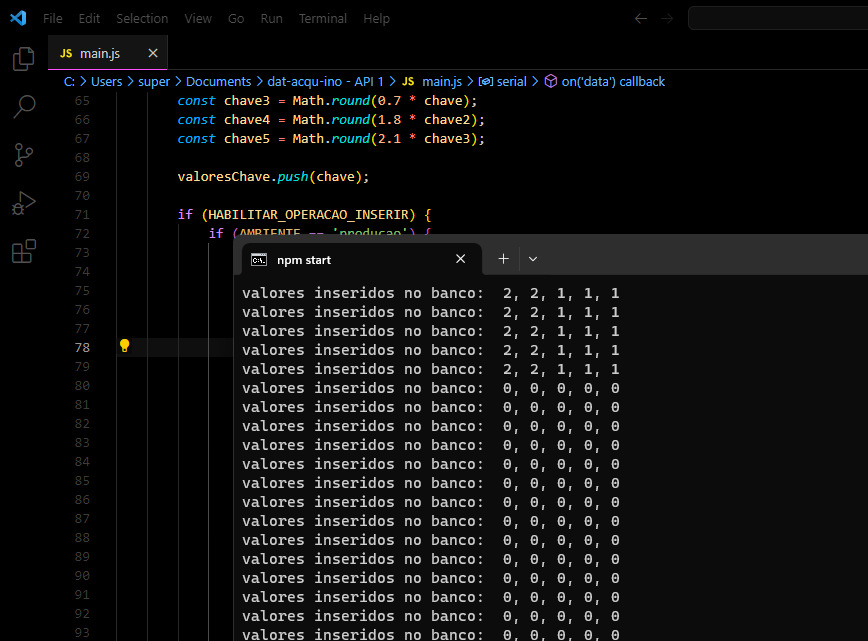 File Edit Selection View Go Run Terminal Help
JS main.js
C: > Users > super > Documents > dat-acqu-ino - API 1 > JS main.js > serial > on('data') callback
65 const chave3 = Math.round(0.7 * chave);
66 const chave4 = Math.round(1.8 * chave2);
67 const chave5 = Math.round(2.1 * chave3);
68
69 valoresChave.push(chave);
70
71 if (HABILITAR_OPERACAO_INSERIR) {
72 if (AMBIENTE == 'producao') {
73
74
75
76
77
78
79
80
81
82
83
84
85
86
87
88
89
90
91
92
93
npm start
valores inseridos no banco: 2, 2, 1, 1, 1
valores inseridos no banco: 2, 2, 1, 1, 1
valores inseridos no banco: 2, 2, 1, 1, 1
valores inseridos no banco: 2, 2, 1, 1, 1
valores inseridos no banco: 2, 2, 1, 1, 1
valores inseridos no banco: 0, 0, 0, 0, 0
valores inseridos no banco: 0, 0, 0, 0, 0
valores inseridos no banco: 0, 0, 0, 0, 0
valores inseridos no banco: 0, 0, 0, 0, 0
valores inseridos no banco: 0, 0, 0, 0, 0
valores inseridos no banco: 0, 0, 0, 0, 0
valores inseridos no banco: 0, 0, 0, 0, 0
valores inseridos no banco: 0, 0, 0, 0, 0
valores inseridos no banco: 0, 0, 0, 0, 0
valores inseridos no banco: 0, 0, 0, 0, 0
valores inseridos no banco: 0, 0, 0, 0, 0
valores inseridos no banco: 0, 0, 0, 0, 0
valores inseridos no banco: 0, 0, 0, 0, 0
valores inseridos no banco: 0, 0, 0, 0, 0